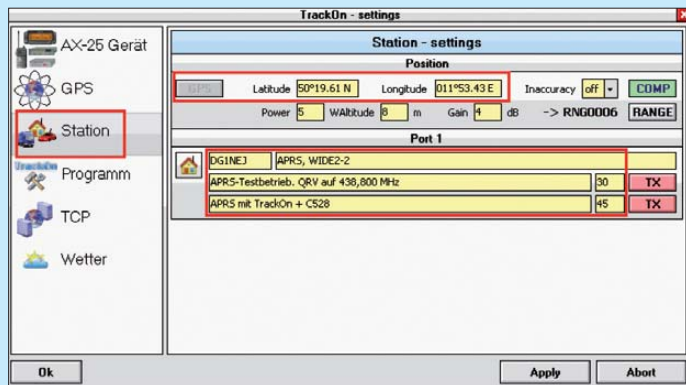 TrackOn - settings
AX-25 Gerät
GPS
Station
TrackOn
Programm
TCP
Wetter
Station - settings
Position
GPS Latitude 50°19.61 N Longitude 011°53.43 E Inaccuracy off COMP
Power 5 WAltitude 8 m Gain 4 dB -> RNG0006 RANGE
Port 1
DG1NEJ APRS, WIDE2-2
APRS-Testbetrieb. QRV auf 438,800 MHz 30 TX
APRS mit TrackOn + C528 45 TX
Ok Apply Abort